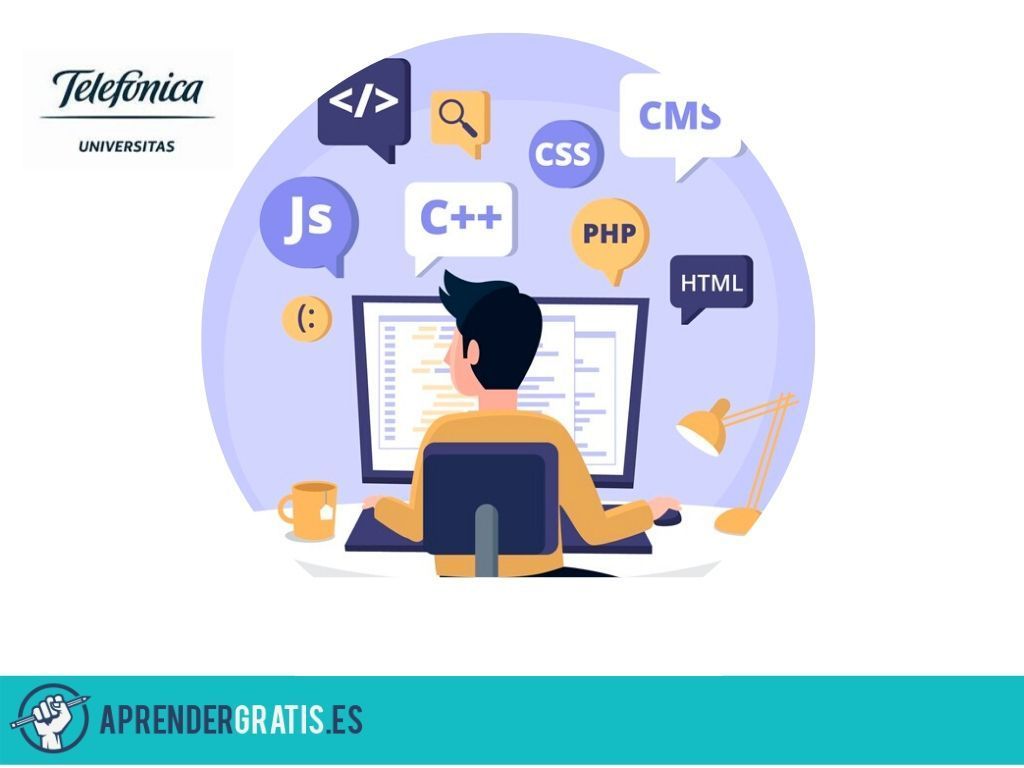 Telefónica
UNIVERSITAS
</>
CMS
CSS
Js
C++
PHP
HTML
(:
APRENDERGRATIS.ES